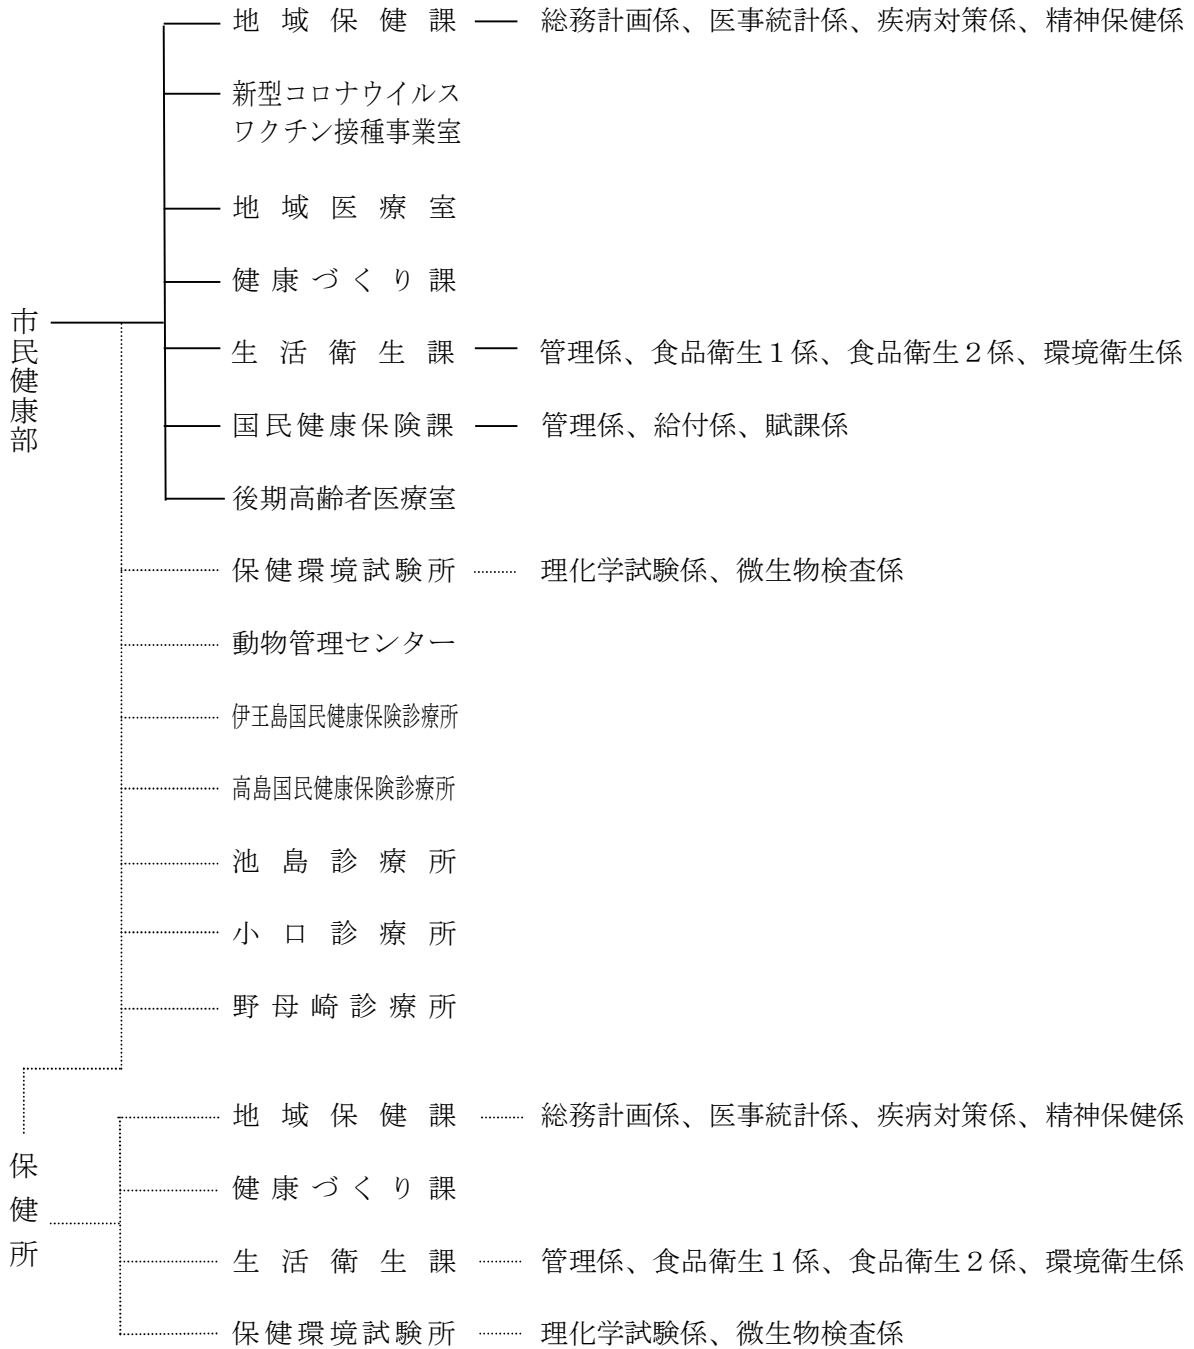 地域保健課 総務計画係、医事統計係、疾病対策係、精神保健係
新型コロナウイルス
ワクチン接種事業室
地域医療室
健康づくり課
市民健康部
生活衛生課 管理係、食品衛生1係、食品衛生2係、環境衛生係
国民健康保険課 管理係、給付係、賦課係
後期高齢者医療室
保健環境試験所 理化学試験係、微生物検査係
動物管理センター
伊王島国民健康保険診療所
高島国民健康保険診療所
池島診療所
小口診療所
野母崎診療所
保健所
地域保健課 総務計画係、医事統計係、疾病対策係、精神保健係
健康づくり課
生活衛生課 管理係、食品衛生1係、食品衛生2係、環境衛生係
保健環境試験所 理化学試験係、微生物検査係